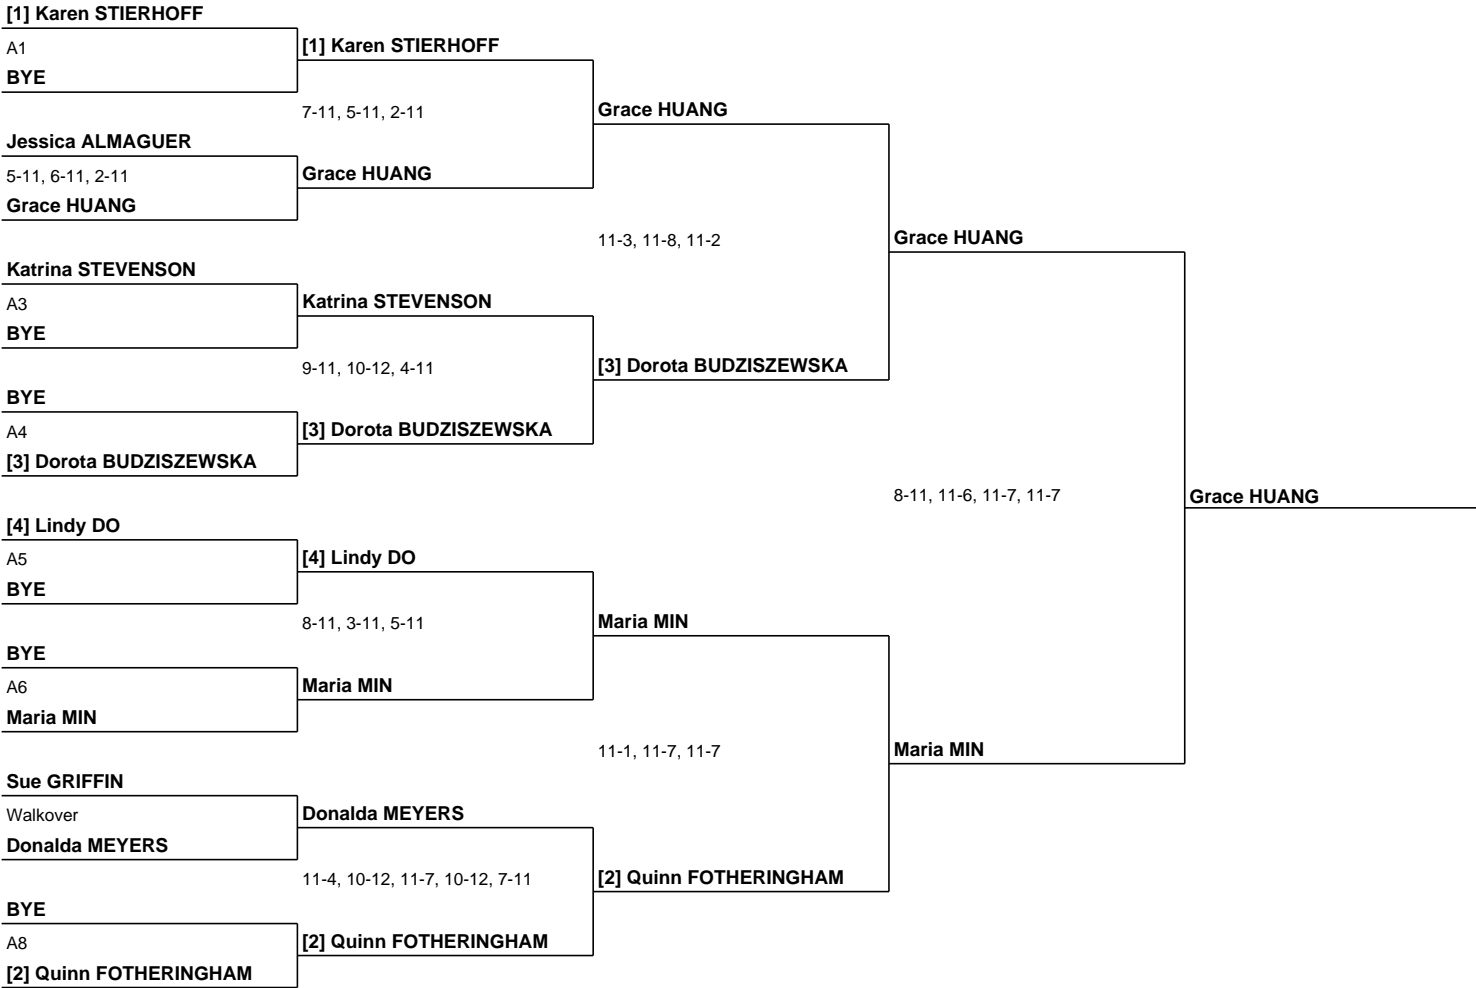 [1] Karen STIERHOFF
A1
BYE
Jessica ALMAGUER
5-11, 6-11, 2-11
Grace HUANG
Katrina STEVENSON
A3
BYE
BYE
A4
[3] Dorota BUDZISZEWSKA
[4] Lindy DO
A5
BYE
BYE
A6
Maria MIN
Sue GRIFFIN
Walkover
Donalda MEYERS
BYE
A8
[2] Quinn FOTHERINGHAM
[1] Karen STIERHOFF
7-11, 5-11, 2-11
Grace HUANG
Katrina STEVENSON
9-11, 10-12, 4-11
[3] Dorota BUDZISZEWSKA
[4] Lindy DO
8-11, 3-11, 5-11
Maria MIN
Donalda MEYERS
11-4, 10-12, 11-7, 10-12, 7-11
[2] Quinn FOTHERINGHAM
Grace HUANG
11-3, 11-8, 11-2
[3] Dorota BUDZISZEWSKA
Maria MIN
11-1, 11-7, 11-7
[2] Quinn FOTHERINGHAM
Grace HUANG
8-11, 11-6, 11-7, 11-7
Maria MIN
Grace HUANG